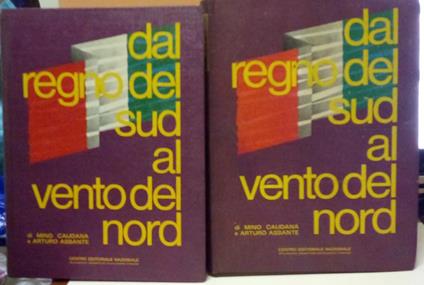 dal
regno del
sud
al
vento del
nord
di MINO CAUDANA
e ARTURO ASSANTE
CENTRO EDITORIALE NAZIONALE
dal
regno del
sud
al
vento del
nord
di MINO CAUDANA
e ARTURO ASSANTE
CENTRO EDITORIALE NAZIONALE